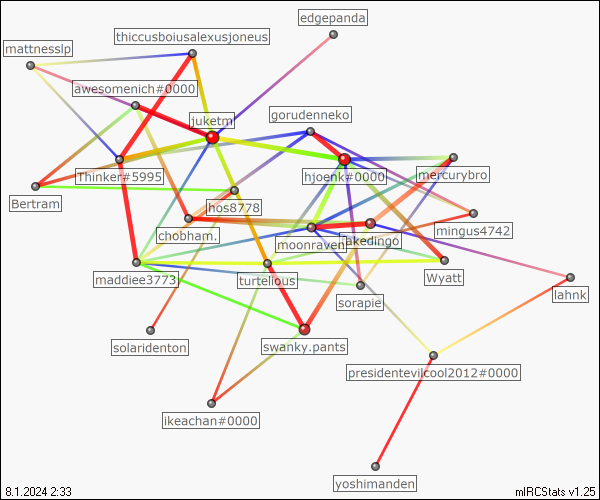 edgepanda
thiccusboiusalexusjoneus
mattnesslp
awesomenich#0000
juketm
gorudenneko
Thinker#5995
hjoenk#0000
mercurybro
Bertram
hos8778
chobham.
moonraven
jakedingo
mingus4742
maddiee3773
turtelious
Wyatt
sorapie
lahnk
solaridenton
swanky.pants
presidentevilcool2012#0000
ikeachan#0000
yoshimanden
8.1.2024 2:33
mIRCStats v1.25